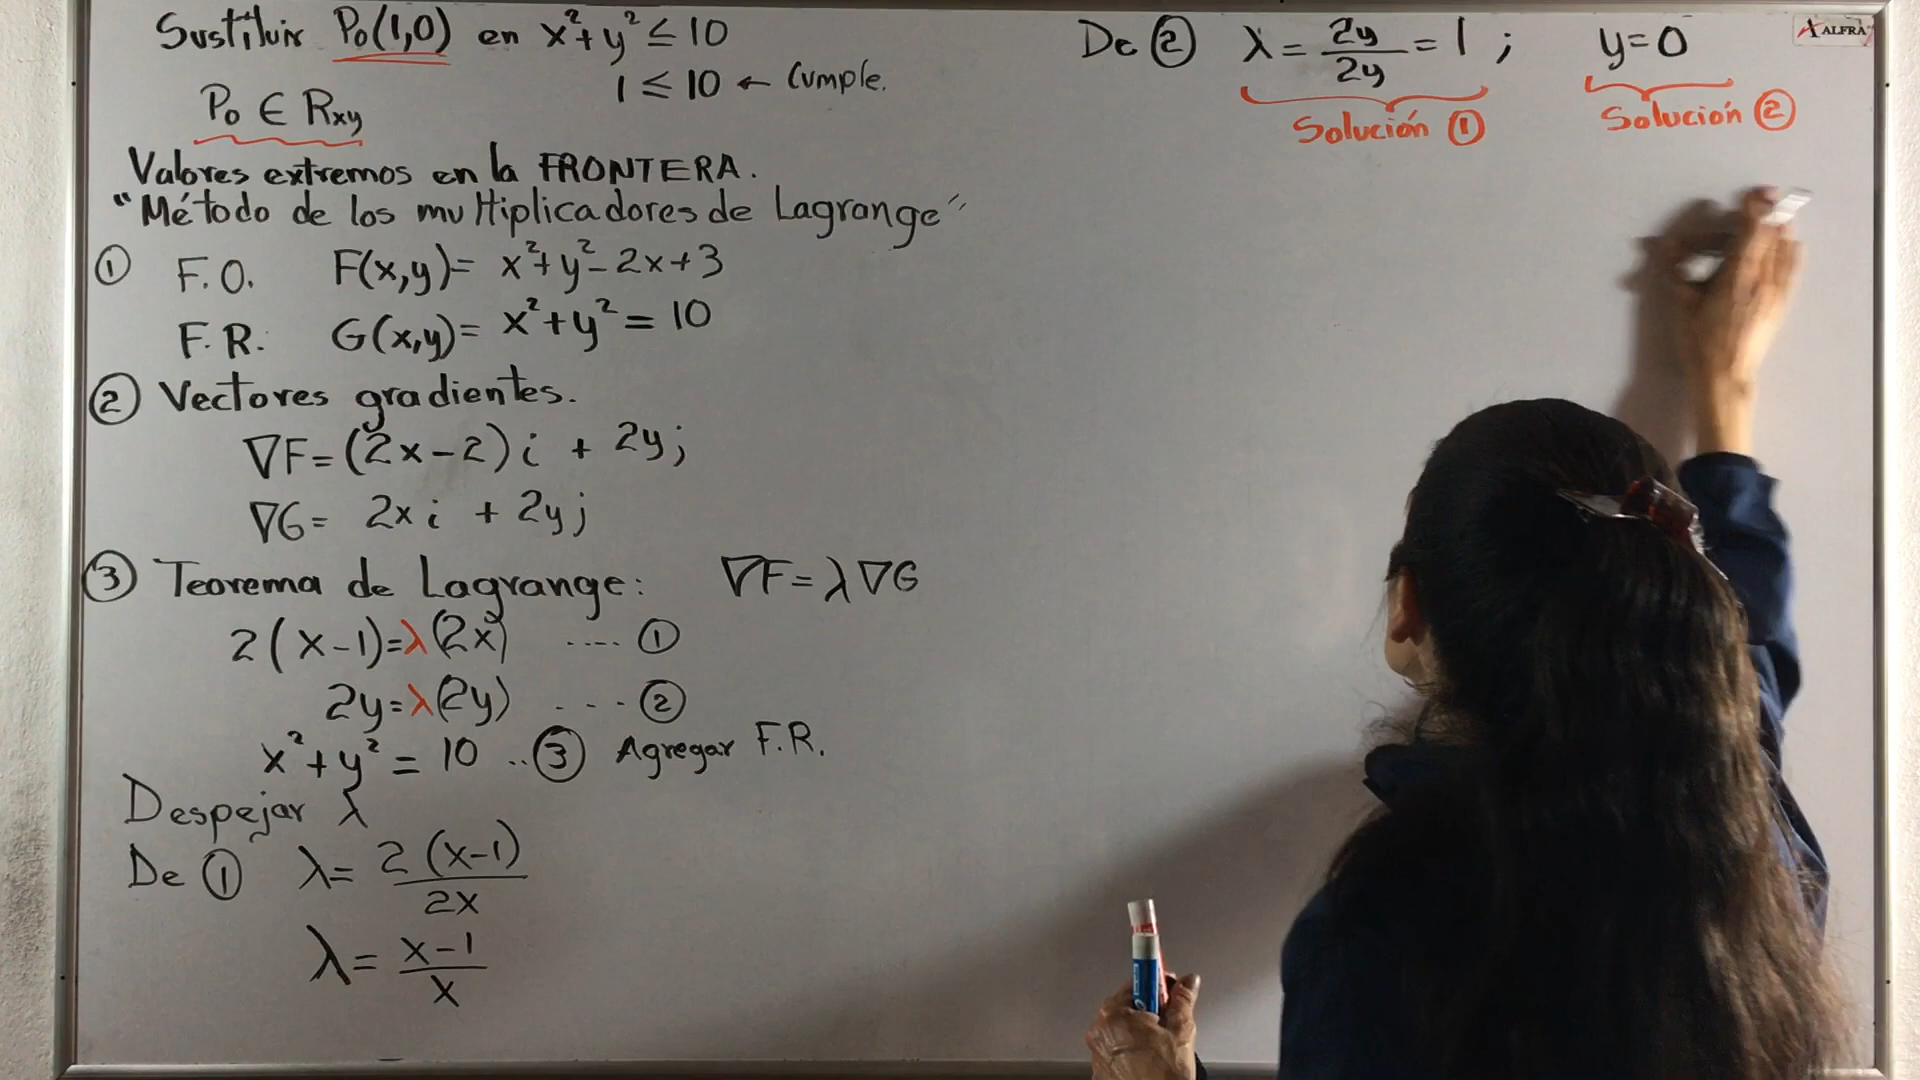 Sustituir P₀(1,0) en x²+y² ≤ 10
1 ≤ 10 ← Cumple.
P₀ ∈ Rxy
Valores extremos en la FRONTERA.
"Método de los multiplicadores de Lagrange"
① F.O. F(x,y)= x²+y²-2x+3
F.R. G(x,y)= x²+y² = 10
② Vectores gradientes.
∇F=(2x-2)i + 2yj
∇G= 2xi + 2yj
③ Teorema de Lagrange: ∇F=λ∇G
2(x-1)=λ(2x) ---- ①
2y=λ(2y) --- ②
x²+y² = 10 ..③ Agregar F.R.
Despejar λ
De ① λ= 2(x-1)/2x
λ= x-1/x
De ② λ= 2y/2y =1 ; y=0
Solución ① Solución ②
ALFRA